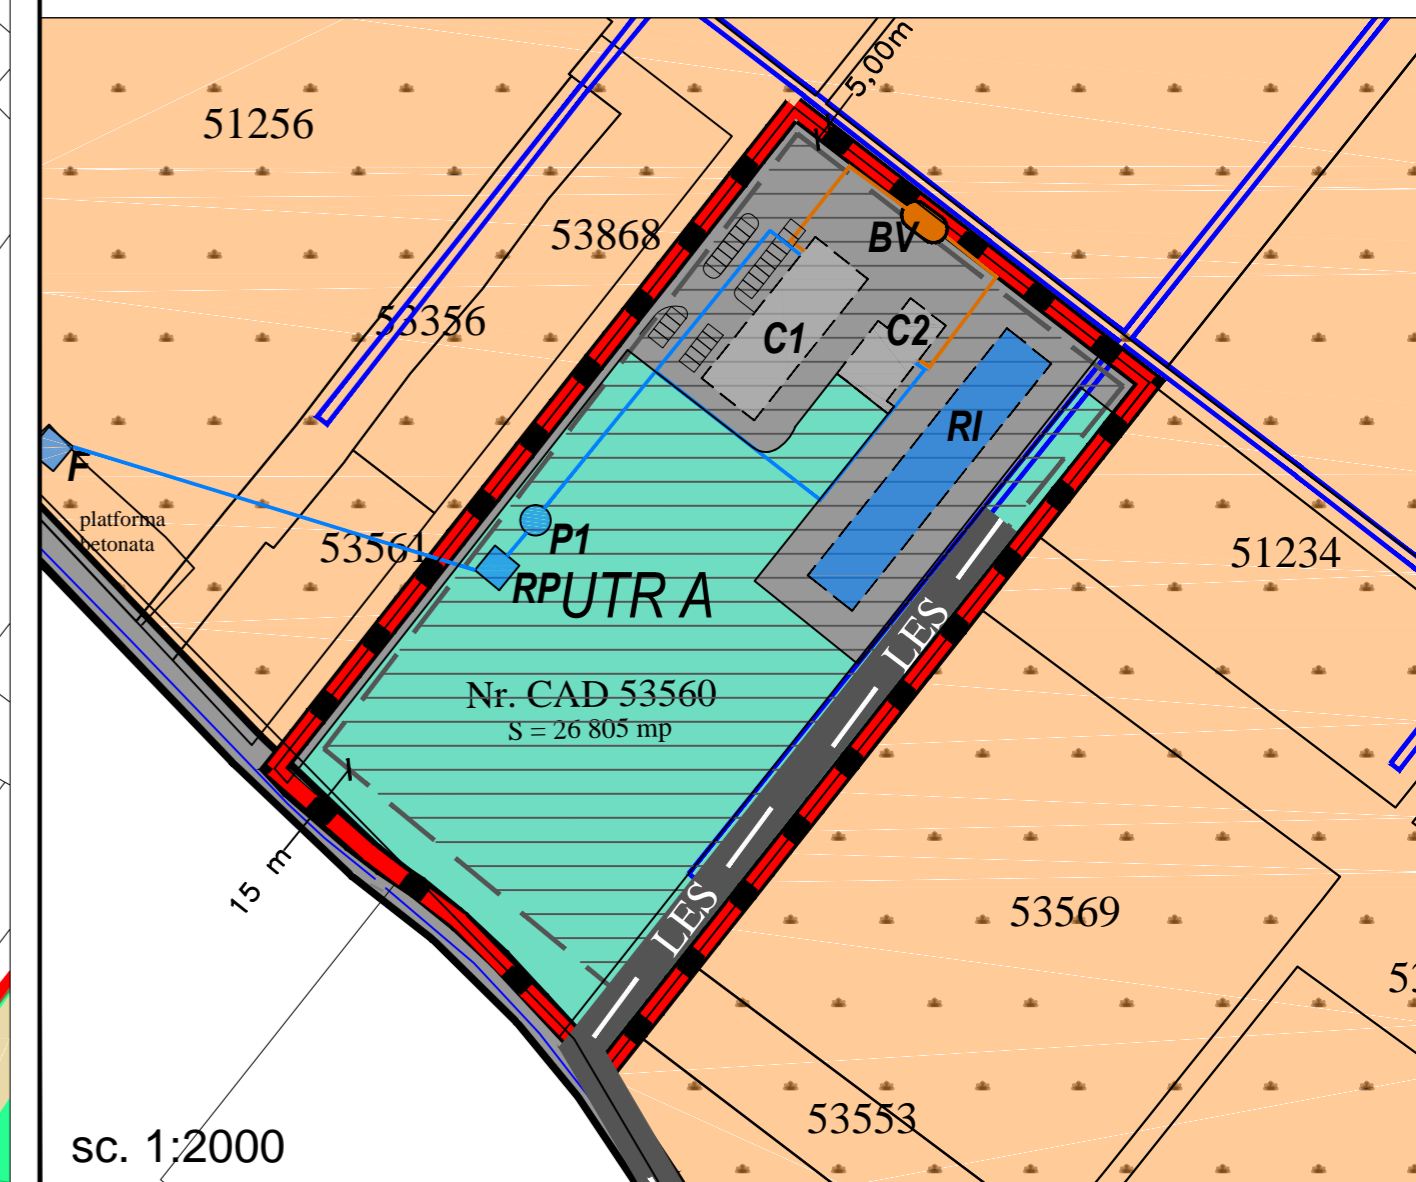 5,00m
51256
53868
BV
53356
C1
C2
RI
F
platforma
betonata
53561
P1
RP
UTR A
51234
LES
Nr. CAD 53560
S = 26 805 mp
15 m
LES
53569
53553
sc. 1:2000